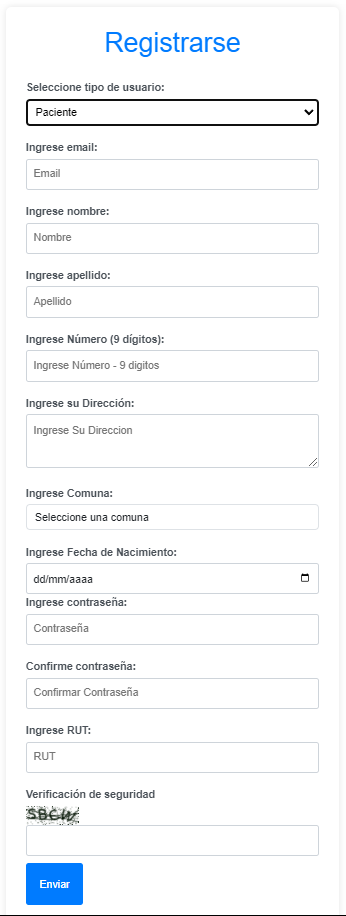 Registrarse
Seleccione tipo de usuario:
Paciente
Ingrese email:
Email
Ingrese nombre:
Nombre
Ingrese apellido:
Apellido
Ingrese Número (9 dígitos):
Ingrese Número - 9 digitos
Ingrese su Dirección:
Ingrese Su Direccion
Ingrese Comuna:
Seleccione una comuna
Ingrese Fecha de Nacimiento:
dd/mm/aaaa
Ingrese contraseña:
Contraseña
Confirme contraseña:
Confirmar Contraseña
Ingrese RUT:
RUT
Verificación de seguridad
SBCW
Enviar